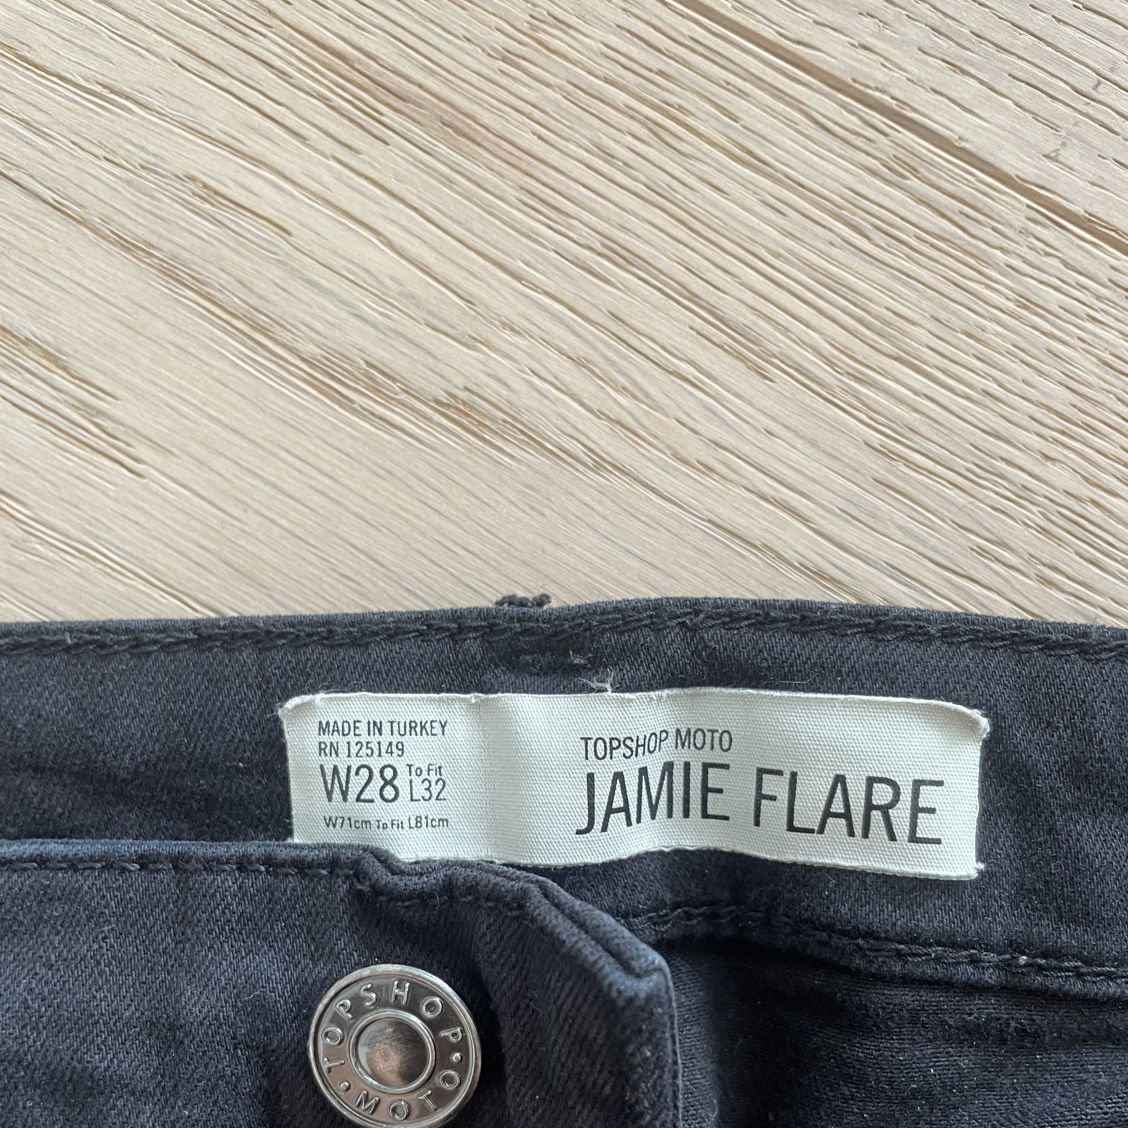 MADE IN TURKEY
RN 125149
W28 To Fit L32
W71cm To Fit L81cm
TOPSHOP MOTO
JAMIE FLARE
TOPSHOP • MOTO •